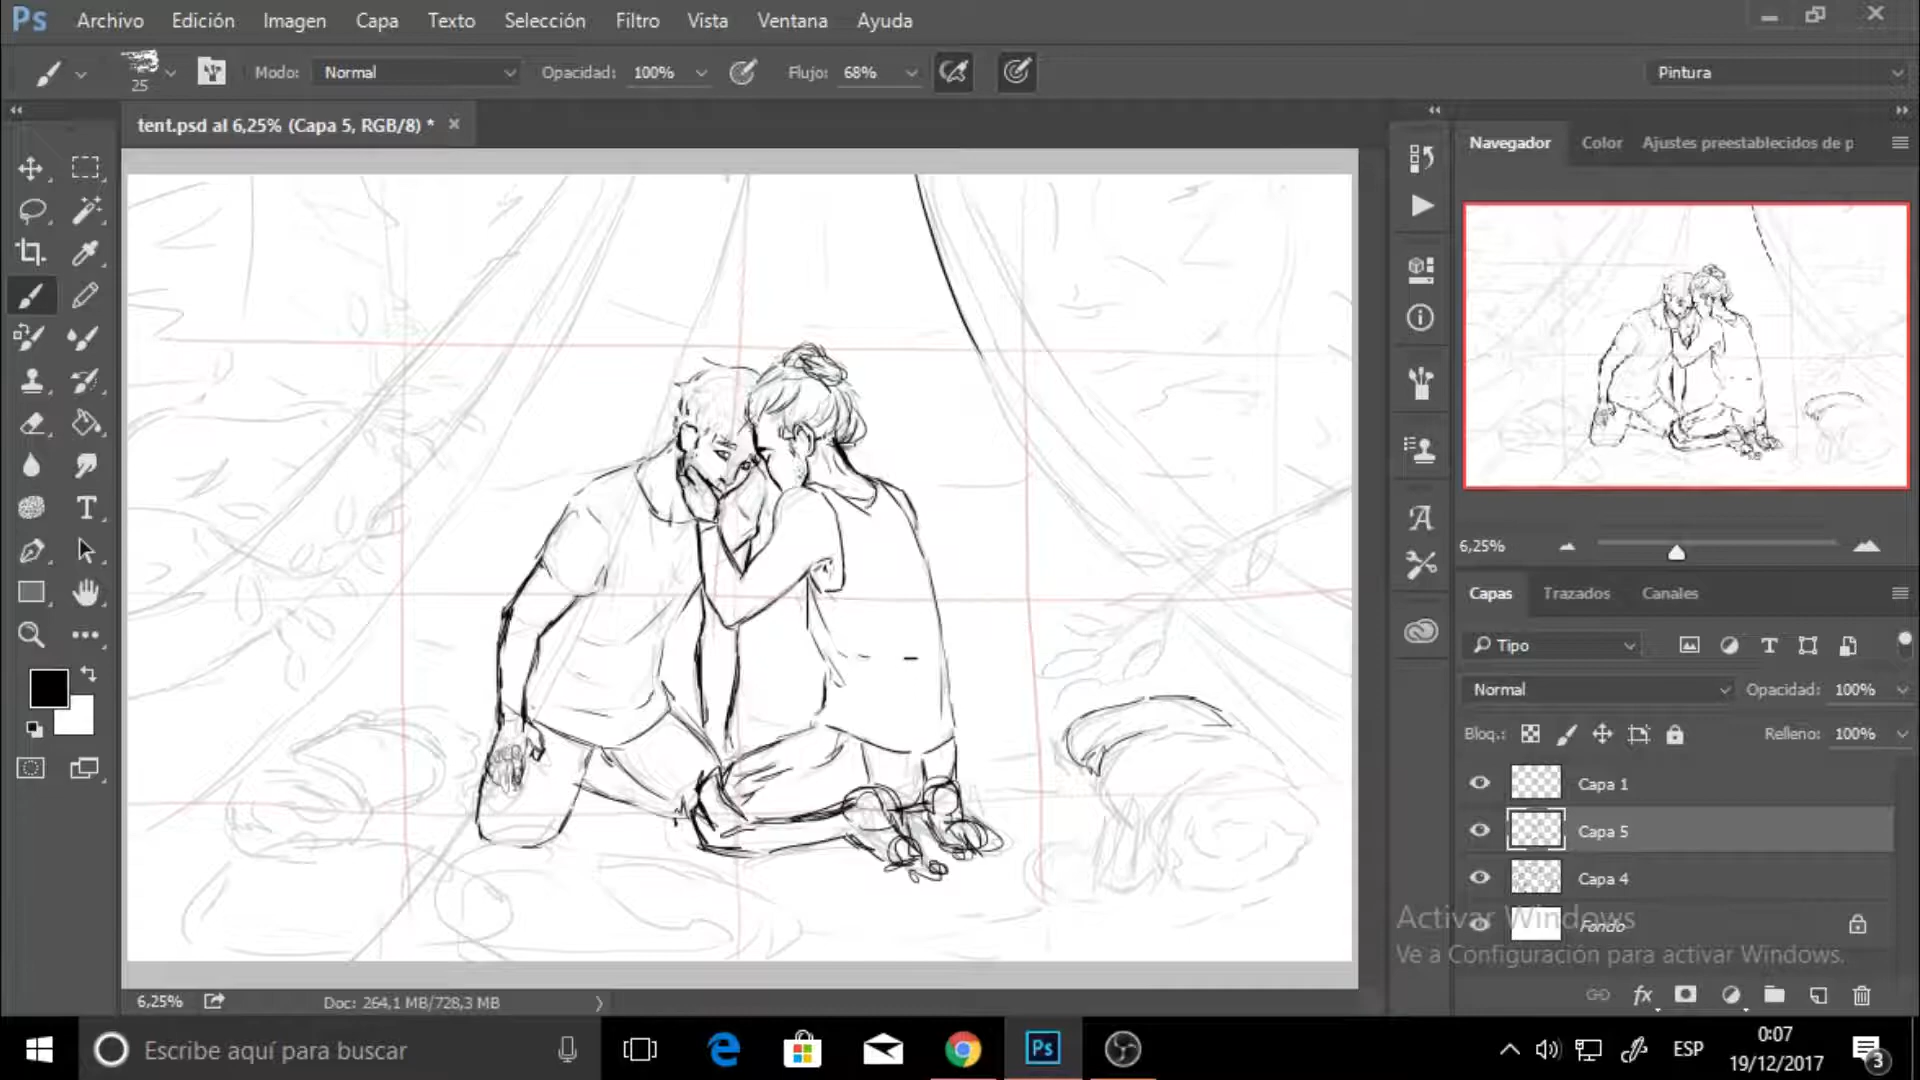 Ps Archivo Edición Imagen Capa Texto Selección Filtro Vista Ventana Ayuda
25 Modo: Normal Opacidad: 100% Flujo: 68% Pintura
tent.psd al 6,25% (Capa 5, RGB/8) *
Navegador Color Ajustes preestablecidos de p
6,25%
Capas Trazados Canales
Tipo
Normal Opacidad: 100%
Bloq.: Relleno: 100%
Capa 1
Capa 5
Capa 4
Fondo
Activar Windows
Ve a Configuración para activar Windows.
fx
6,25% Doc: 264,1 MB/728,3 MB
Escribe aquí para buscar
Ps
ESP
0:07
19/12/2017
3